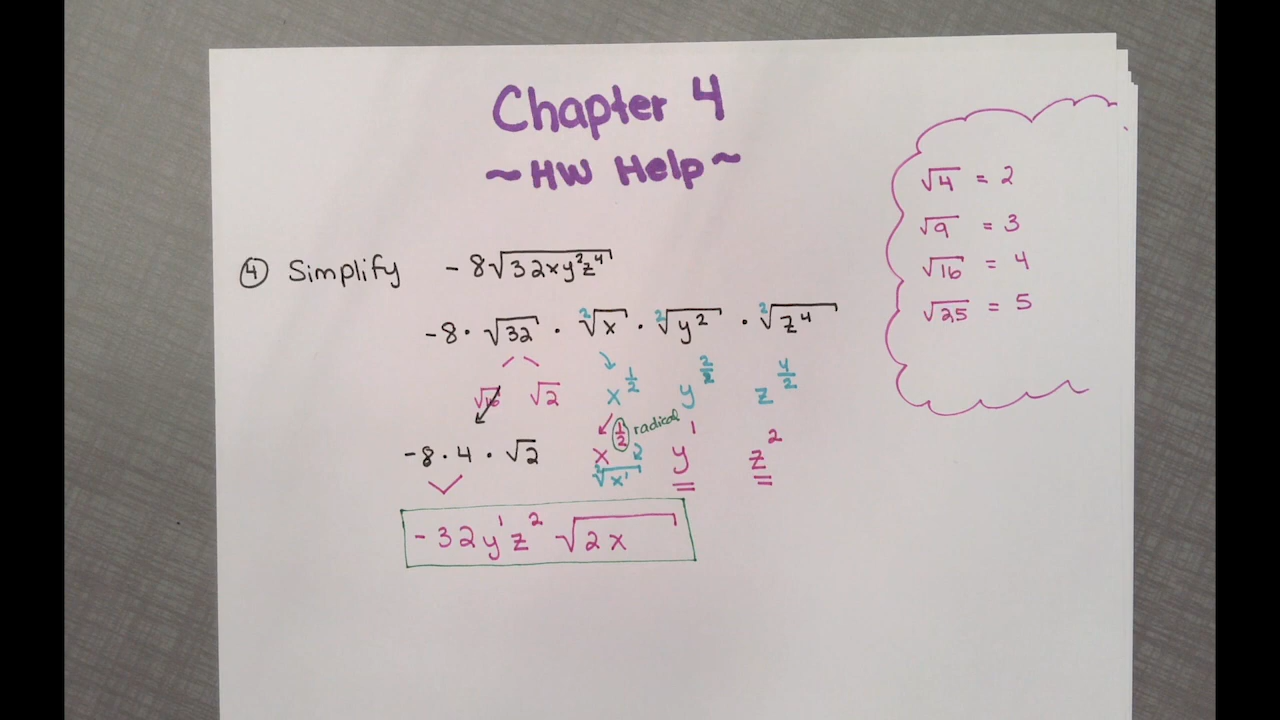 Chapter 4
~HW Help~
④ Simplify -8√32xy²z⁴
-8 · √32 · ²√x · ²√y² · ²√z⁴
x^½ y^2/2 z^4/2
√16 √2
½ radical
-8 · 4 · √2 x y¹ z²
²√x¹
-32y¹z² √2x
√4 = 2
√9 = 3
√16 = 4
√25 = 5